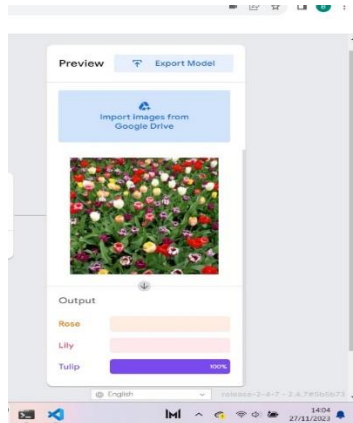 Preview
Export Model
Import images from
Google Drive
Output
Rose
Lily
Tulip
100%
English
14:04
27/11/2023